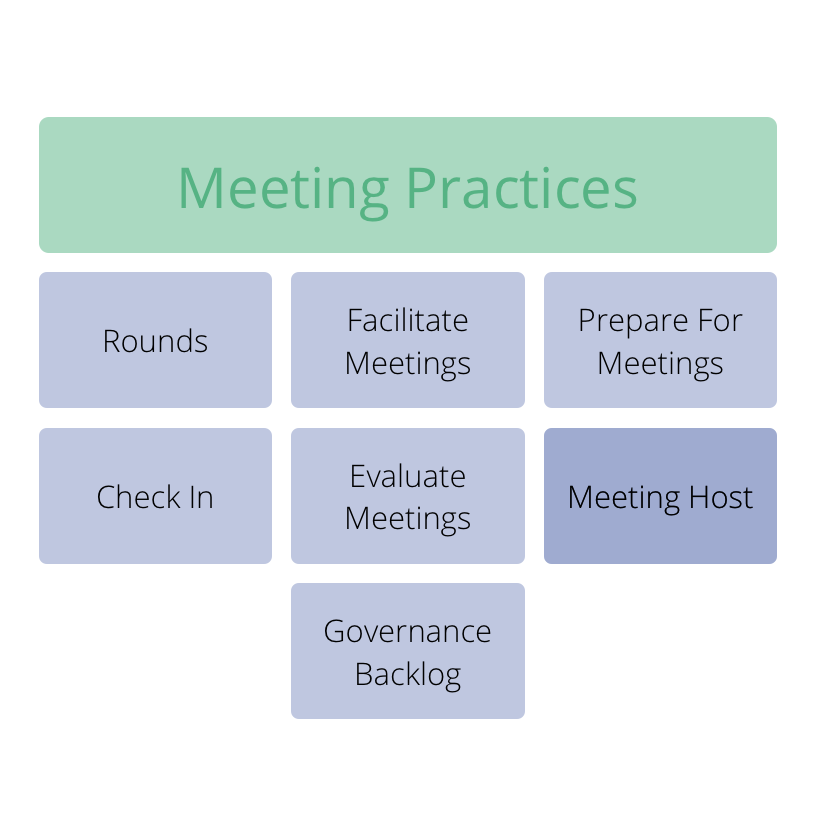 Meeting Practices
Rounds
Facilitate
Meetings
Prepare For
Meetings
Check In
Evaluate
Meetings
Meeting Host
Governance
Backlog